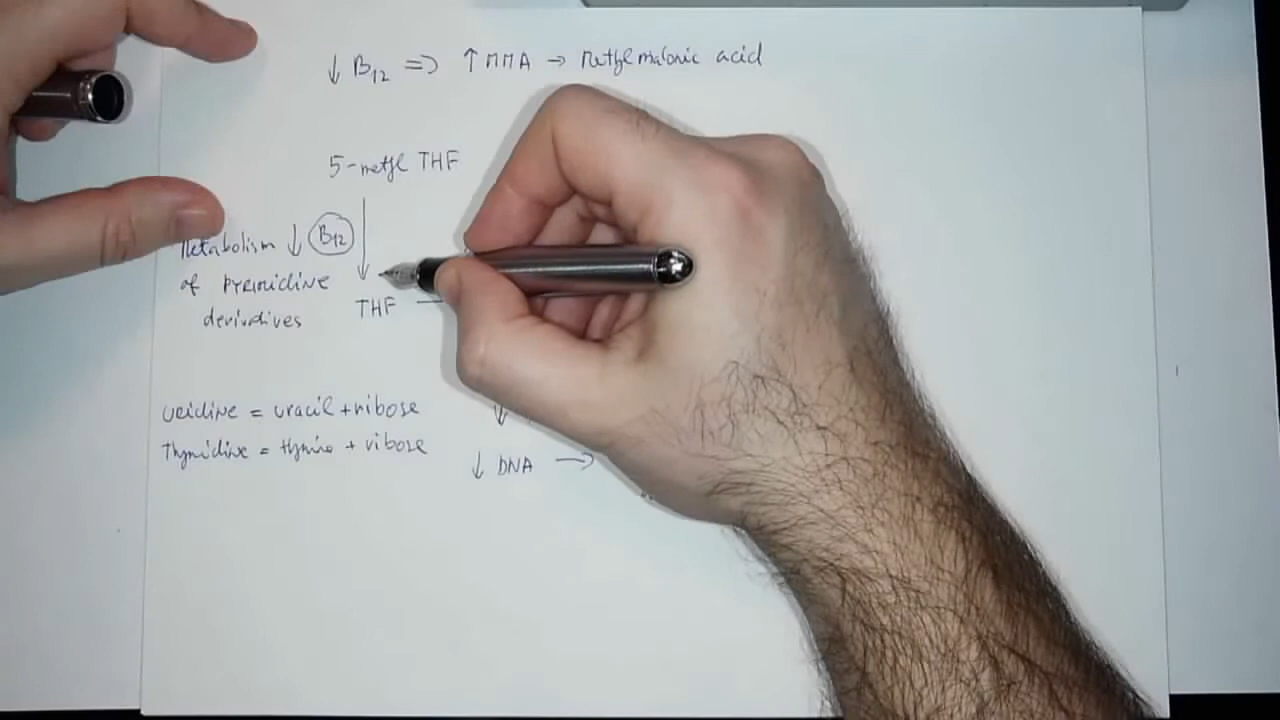 ↓ B12 => ↑ MMA → Methylmalonic acid
5-methyl THF
Metabolism ↓ B12
of pyrimidine
derivatives
THF
uridine = uracil + ribose
Thymidine = thymine + ribose
↓ DNA →